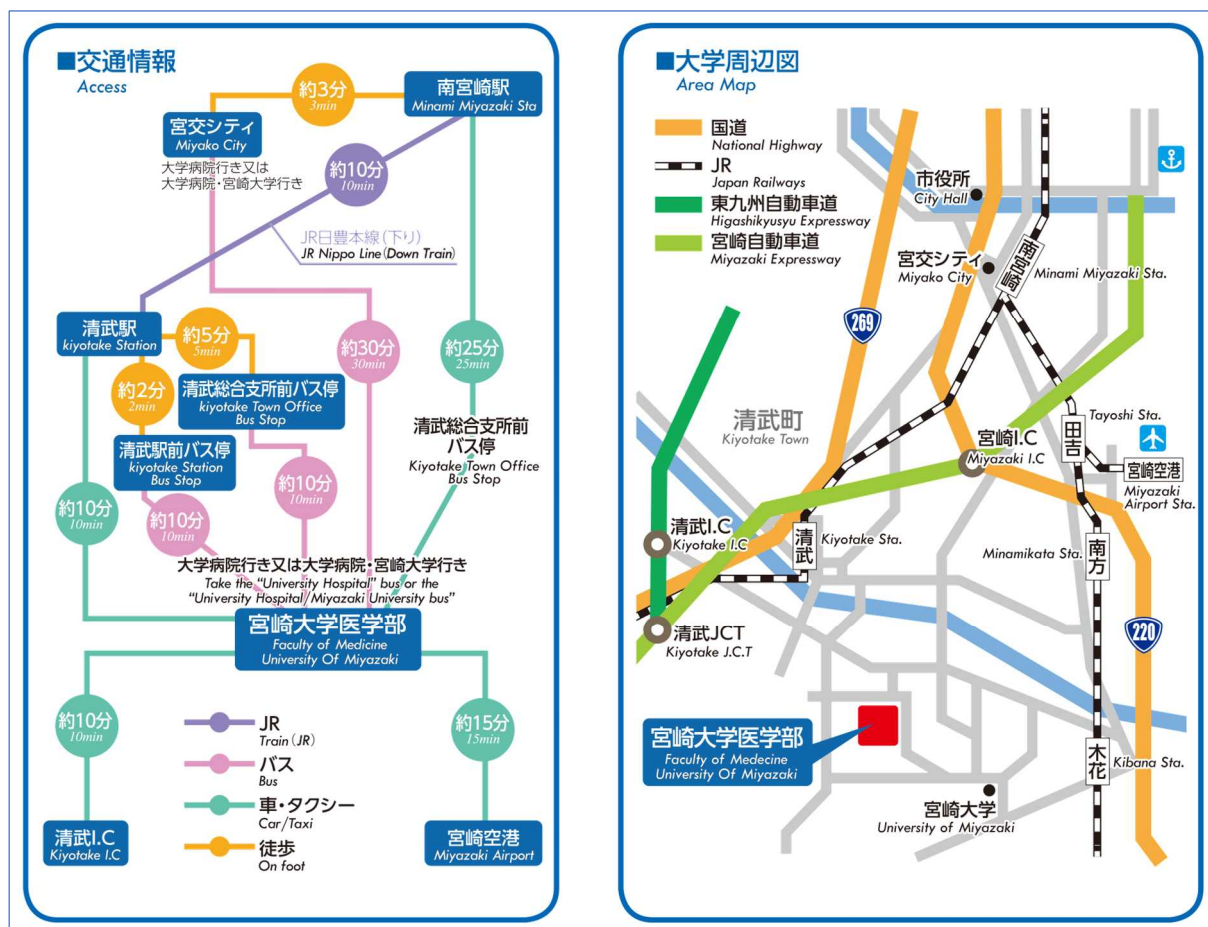 ■交通情報
Access
約3分
3min
南宮崎駅
Minami Miyazaki Sta
宮交シティ
Miyako City
大学病院行き又は
大学病院・宮崎大学行き
約10分
10min
JR日豊本線(下り)
JR Nippo Line(Down Train)
清武駅
kiyotake Station
約5分
5min
約30分
30min
約25分
25min
約2分
2min
清武総合支所前バス停
kiyotake Town Office
Bus Stop
清武駅前バス停
kiyotake Station
Bus Stop
清武総合支所前
バス停
Kiyotake Town Office
Bus Stop
約10分
10min
約10分
10min
約10分
10min
大学病院行き又は大学病院・宮崎大学行き
Take the “University Hospital” bus or the
“University Hospital/Miyazaki University bus”
宮崎大学医学部
Faculty of Medicine
University Of Miyazaki
約10分
10min
約15分
15min
JR
Train(JR)
バス
Bus
車・タクシー
Car/Taxi
徒歩
On foot
清武I.C
Kiyotake I.C
宮崎空港
Miyazaki Airport
■大学周辺図
Area Map
国道
National Highway
JR
Japan Railways
東九州自動車道
Higashikyusyu Expressway
宮崎自動車道
Miyazaki Expressway
市役所
City Hall
宮交シティ
Miyako City
南宮崎
Minami Miyazaki Sta.
269
清武町
Kiyotake Town
宮崎I.C
Miyazaki I.C
Tayoshi Sta.
田吉
宮崎空港
Miyazaki
Airport Sta.
清武I.C
Kiyotake I.C
清武
Kiyotake Sta.
Minamikata Sta.
南方
清武JCT
Kiyotake J.C.T
220
宮崎大学医学部
Faculty of Medecine
University Of Miyazaki
木花
Kibana Sta.
宮崎大学
University of Miyazaki